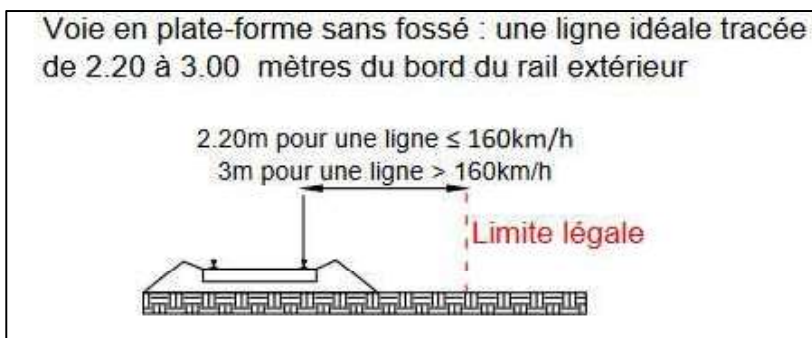 Voie en plate-forme sans fossé : une ligne idéale tracée
de 2.20 à 3.00 mètres du bord du rail extérieur
2.20m pour une ligne ≤ 160km/h
3m pour une ligne > 160km/h
Limite légale